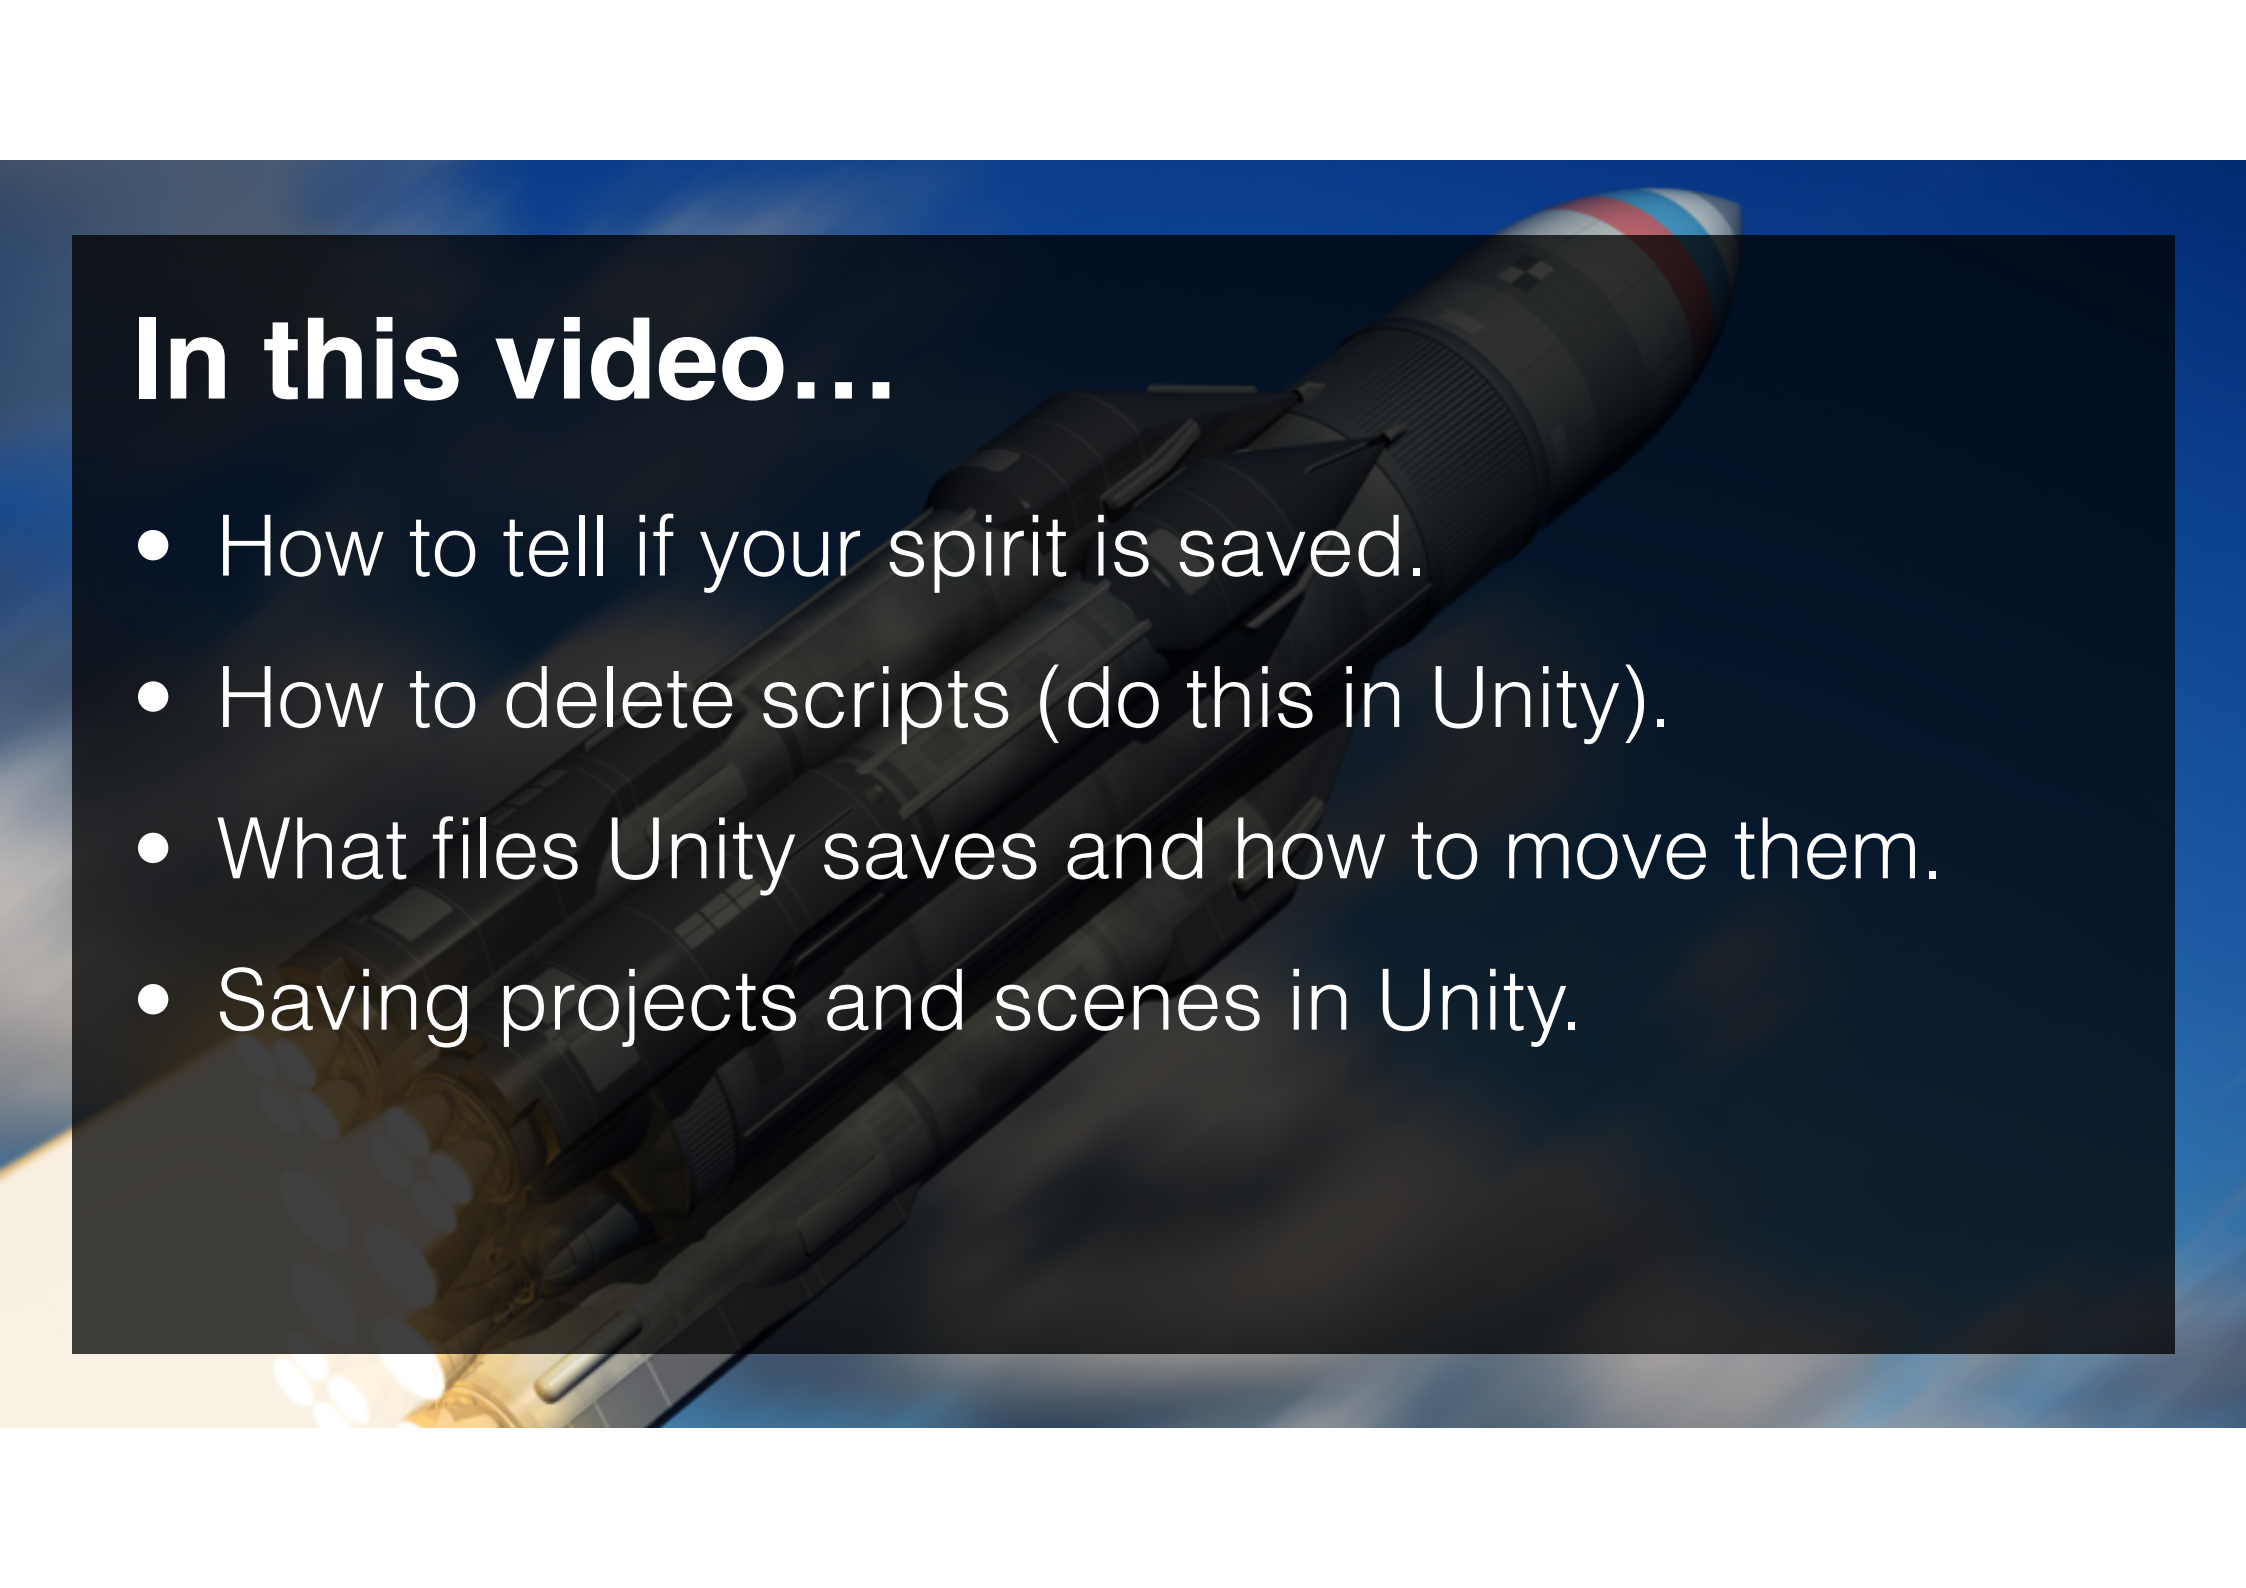 In this video…
• How to tell if your spirit is saved.
• How to delete scripts (do this in Unity).
• What files Unity saves and how to move them.
• Saving projects and scenes in Unity.